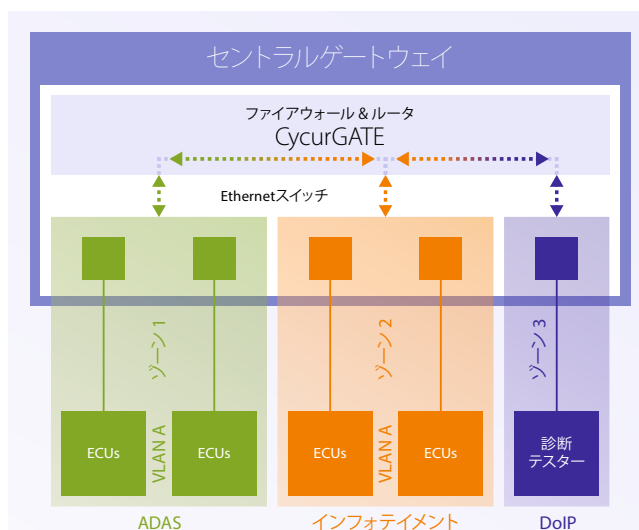 セントラルゲートウェイ
ファイアウォール & ルータ
CycurGATE
Ethernetスイッチ
ゾーン 1
ゾーン 2
ゾーン 3
ECUs
VLAN A
ECUs
ECUs
VLAN A
ECUs
診断
テスター
ADAS
インフォテイメント
DoIP